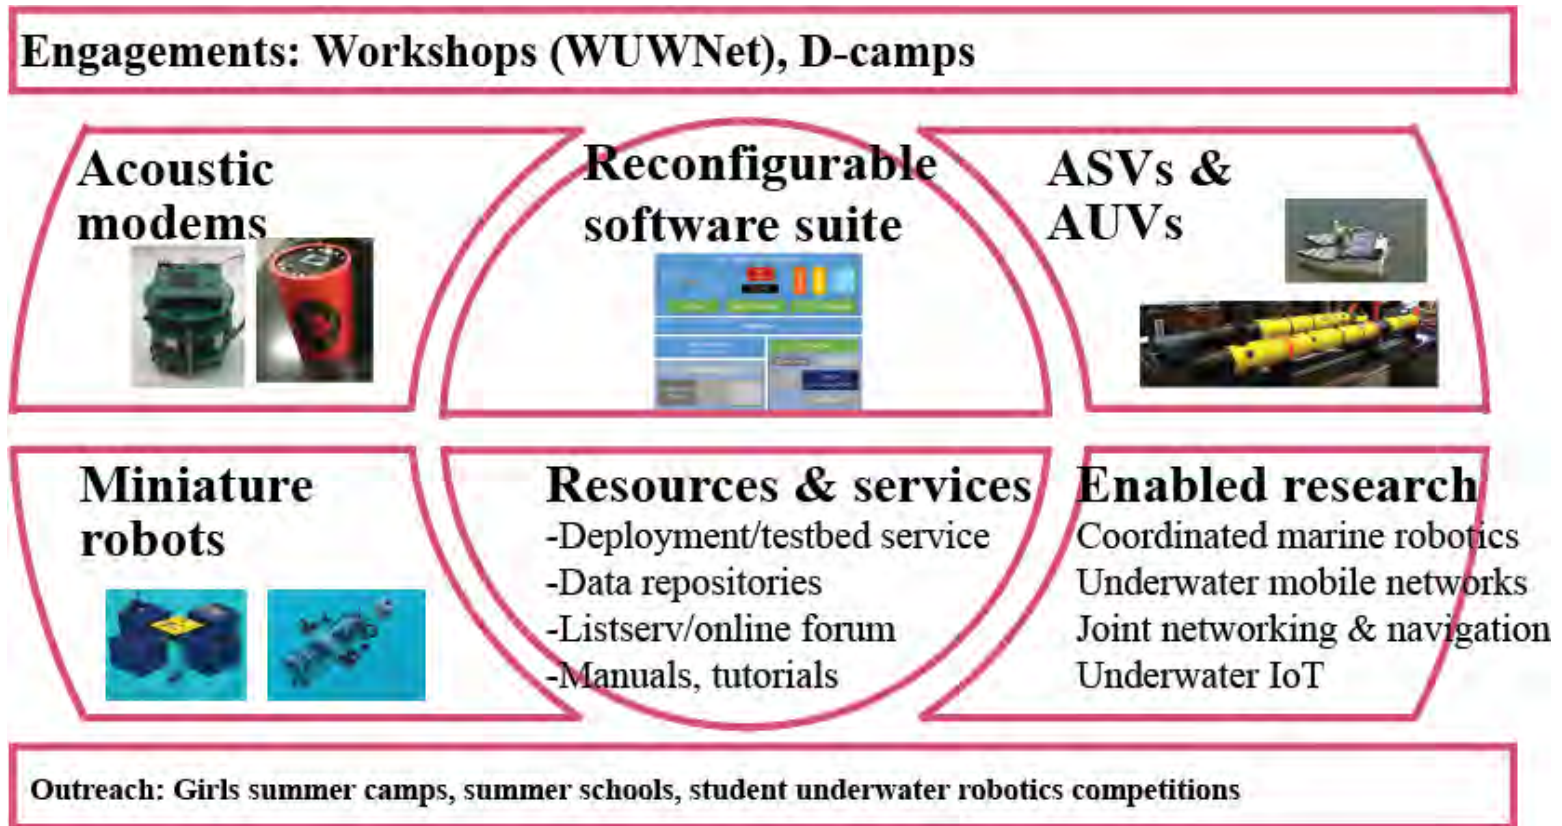 Engagements: Workshops (WUWNet), D-camps
Acoustic
modems
Reconfigurable
software suite
ASVs &
AUVs
Miniature
robots
Resources & services
-Deployment/testbed service
-Data repositories
-Listserv/online forum
-Manuals, tutorials
Enabled research
Coordinated marine robotics
Underwater mobile networks
Joint networking & navigation
Underwater IoT
Outreach: Girls summer camps, summer schools, student underwater robotics competitions